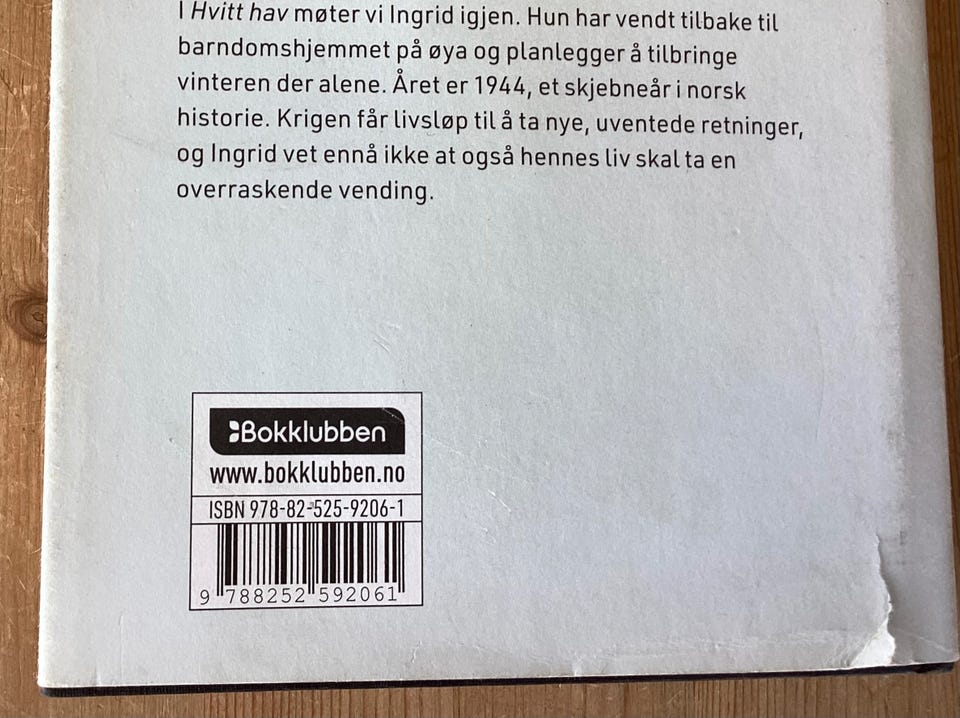 I Hvitt hav møter vi Ingrid igjen. Hun har vendt tilbake til
barndomshjemmet på øya og planlegger å tilbringe
vinteren der alene. Året er 1944, et skjebneår i norsk
historie. Krigen får livsløp til å ta nye, uventede retninger,
og Ingrid vet ennå ikke at også hennes liv skal ta en
overraskende vending.
Bokklubben
www.bokklubben.no
ISBN 978-82-525-9206-1
9 788252 592061